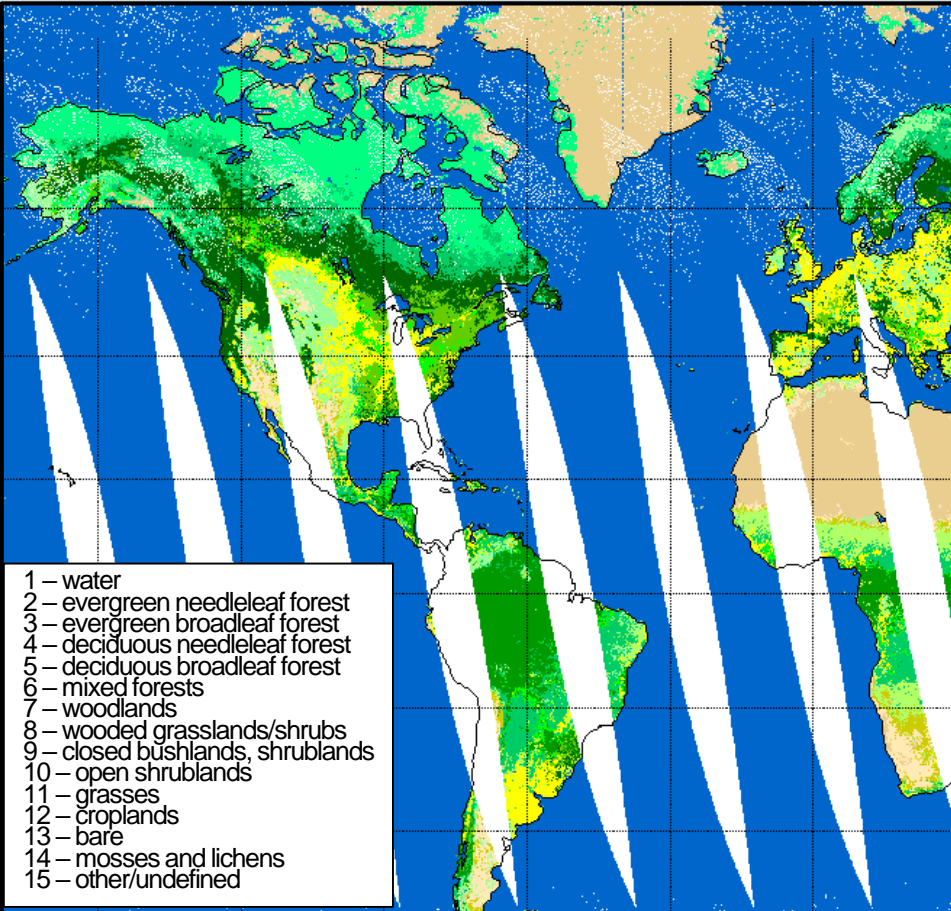 1 – water
2 – evergreen needleleaf forest
3 – evergreen broadleaf forest
4 – deciduous needleleaf forest
5 – deciduous broadleaf forest
6 – mixed forests
7 – woodlands
8 – wooded grasslands/shrubs
9 – closed bushlands, shrublands
10 – open shrublands
11 – grasses
12 – croplands
13 – bare
14 – mosses and lichens
15 – other/undefined